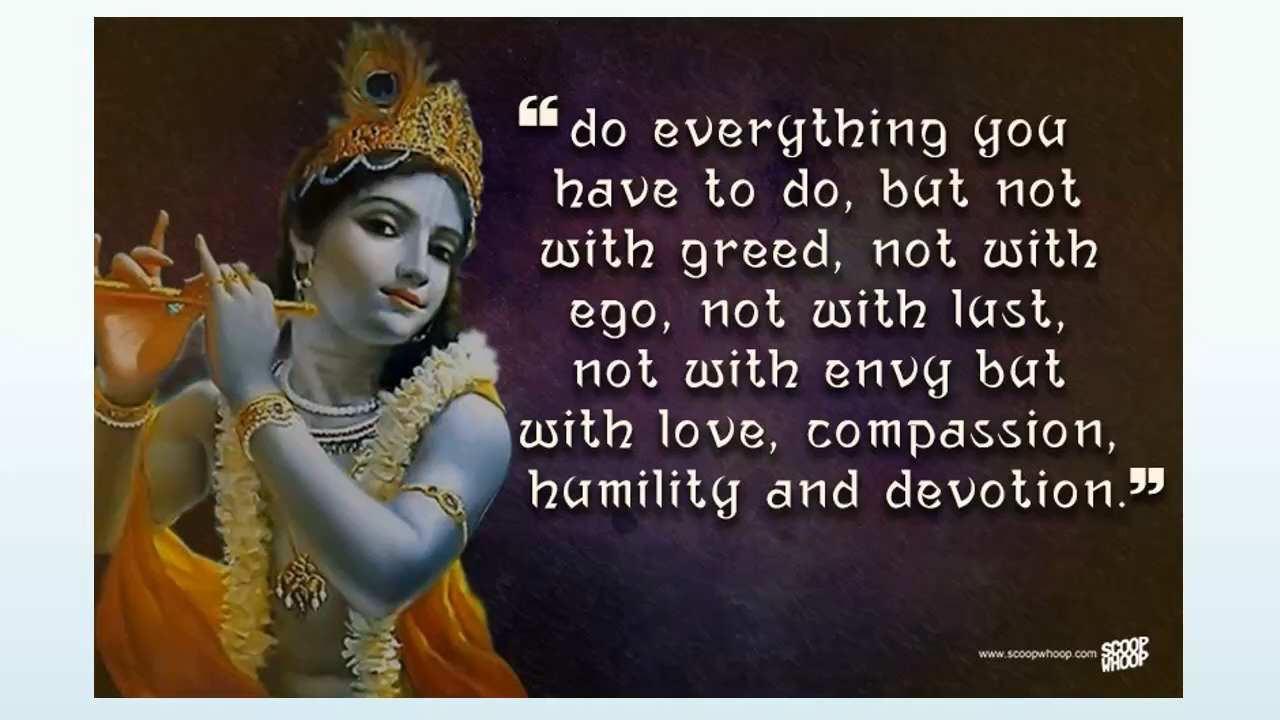 “do everything you
have to do, but not
with greed, not with
ego, not with lust,
not with envy but
with love, compassion,
humility and devotion.”
www.scoopwhoop.com SCOOP
WHOOP